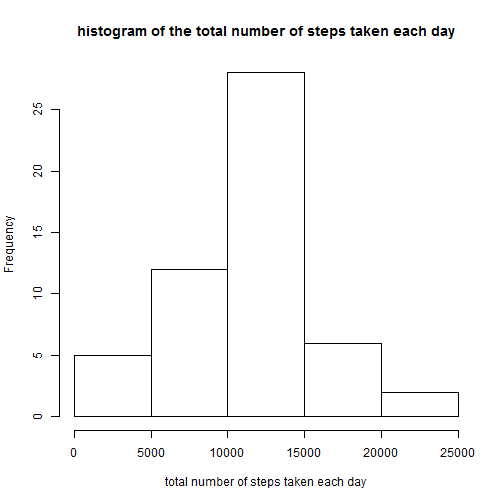 histogram of the total number of steps taken each day
Frequency
25
20
15
10
5
0
0 5000 10000 15000 20000 25000
total number of steps taken each day